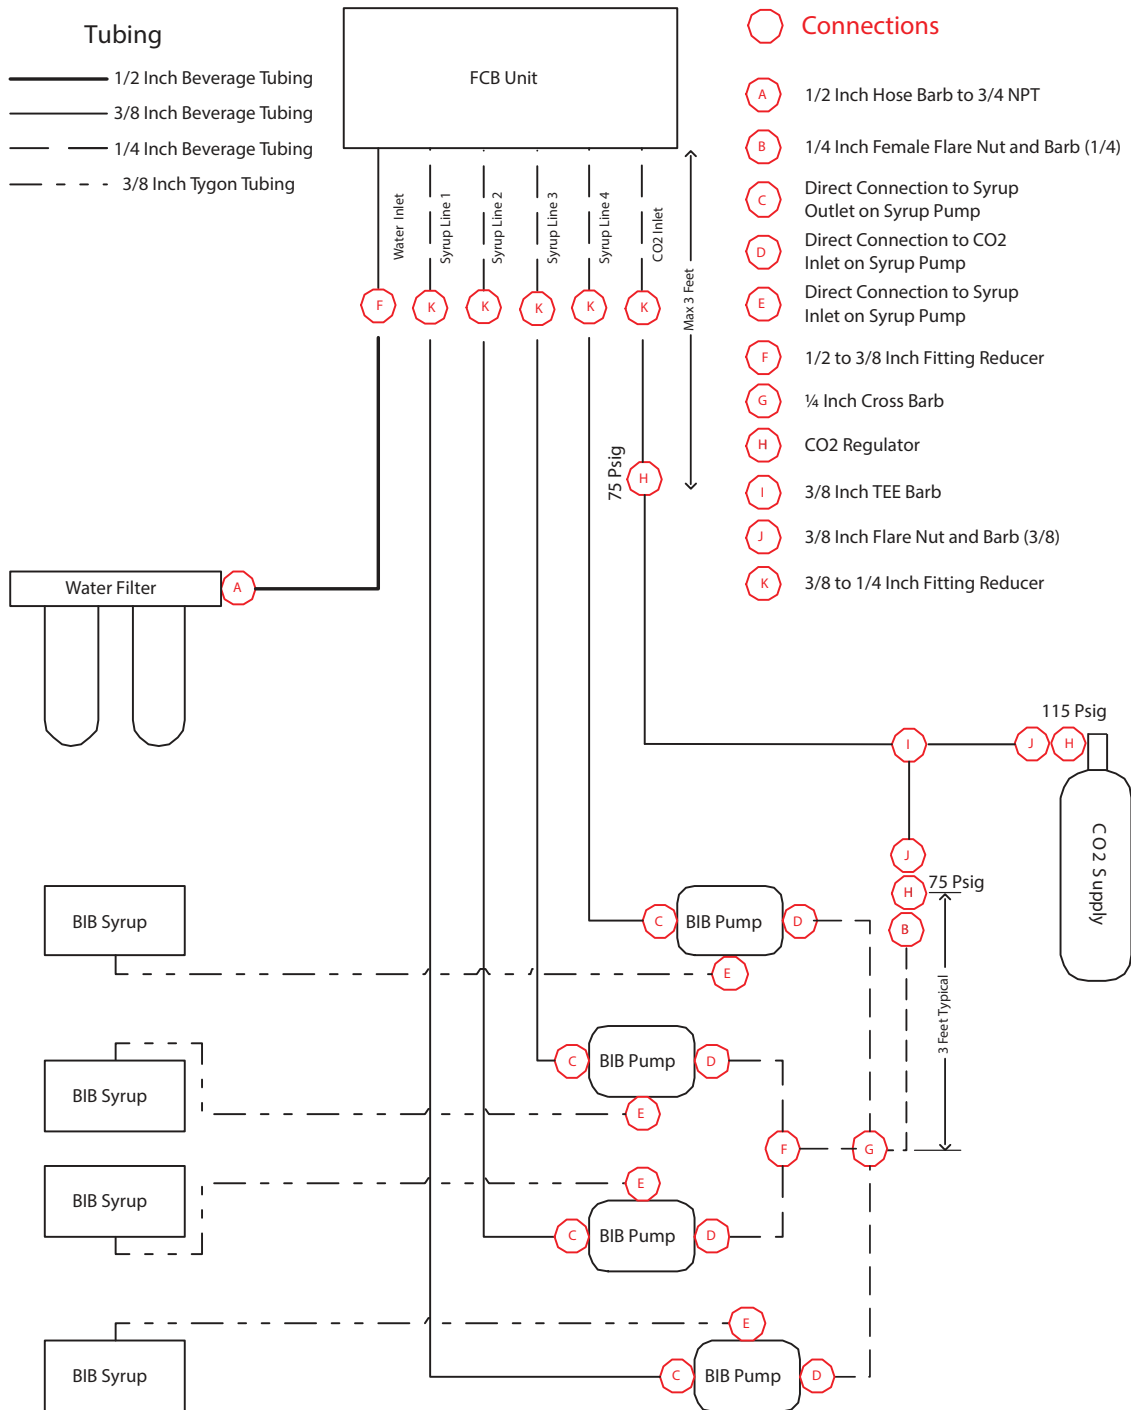 Tubing
1/2 Inch Beverage Tubing
3/8 Inch Beverage Tubing
1/4 Inch Beverage Tubing
3/8 Inch Tygon Tubing
FCB Unit
Connections
A 1/2 Inch Hose Barb to 3/4 NPT
B 1/4 Inch Female Flare Nut and Barb (1/4)
C Direct Connection to Syrup
Outlet on Syrup Pump
D Direct Connection to CO2
Inlet on Syrup Pump
E Direct Connection to Syrup
Inlet on Syrup Pump
F 1/2 to 3/8 Inch Fitting Reducer
G ¼ Inch Cross Barb
H CO2 Regulator
I 3/8 Inch TEE Barb
J 3/8 Inch Flare Nut and Barb (3/8)
K 3/8 to 1/4 Inch Fitting Reducer
Water Inlet
Syrup Line 1
Syrup Line 2
Syrup Line 3
Syrup Line 4
CO2 Inlet
Max 3 Feet
F K K K K K
75 Psig
H
Water Filter
A
115 Psig
I J H
CO2 Supply
J
H
75 Psig
B
3 Feet Typical
BIB Syrup
C BIB Pump D
E
BIB Syrup
C BIB Pump D
E
F G
BIB Syrup
E
C BIB Pump D
BIB Syrup
E
C BIB Pump D